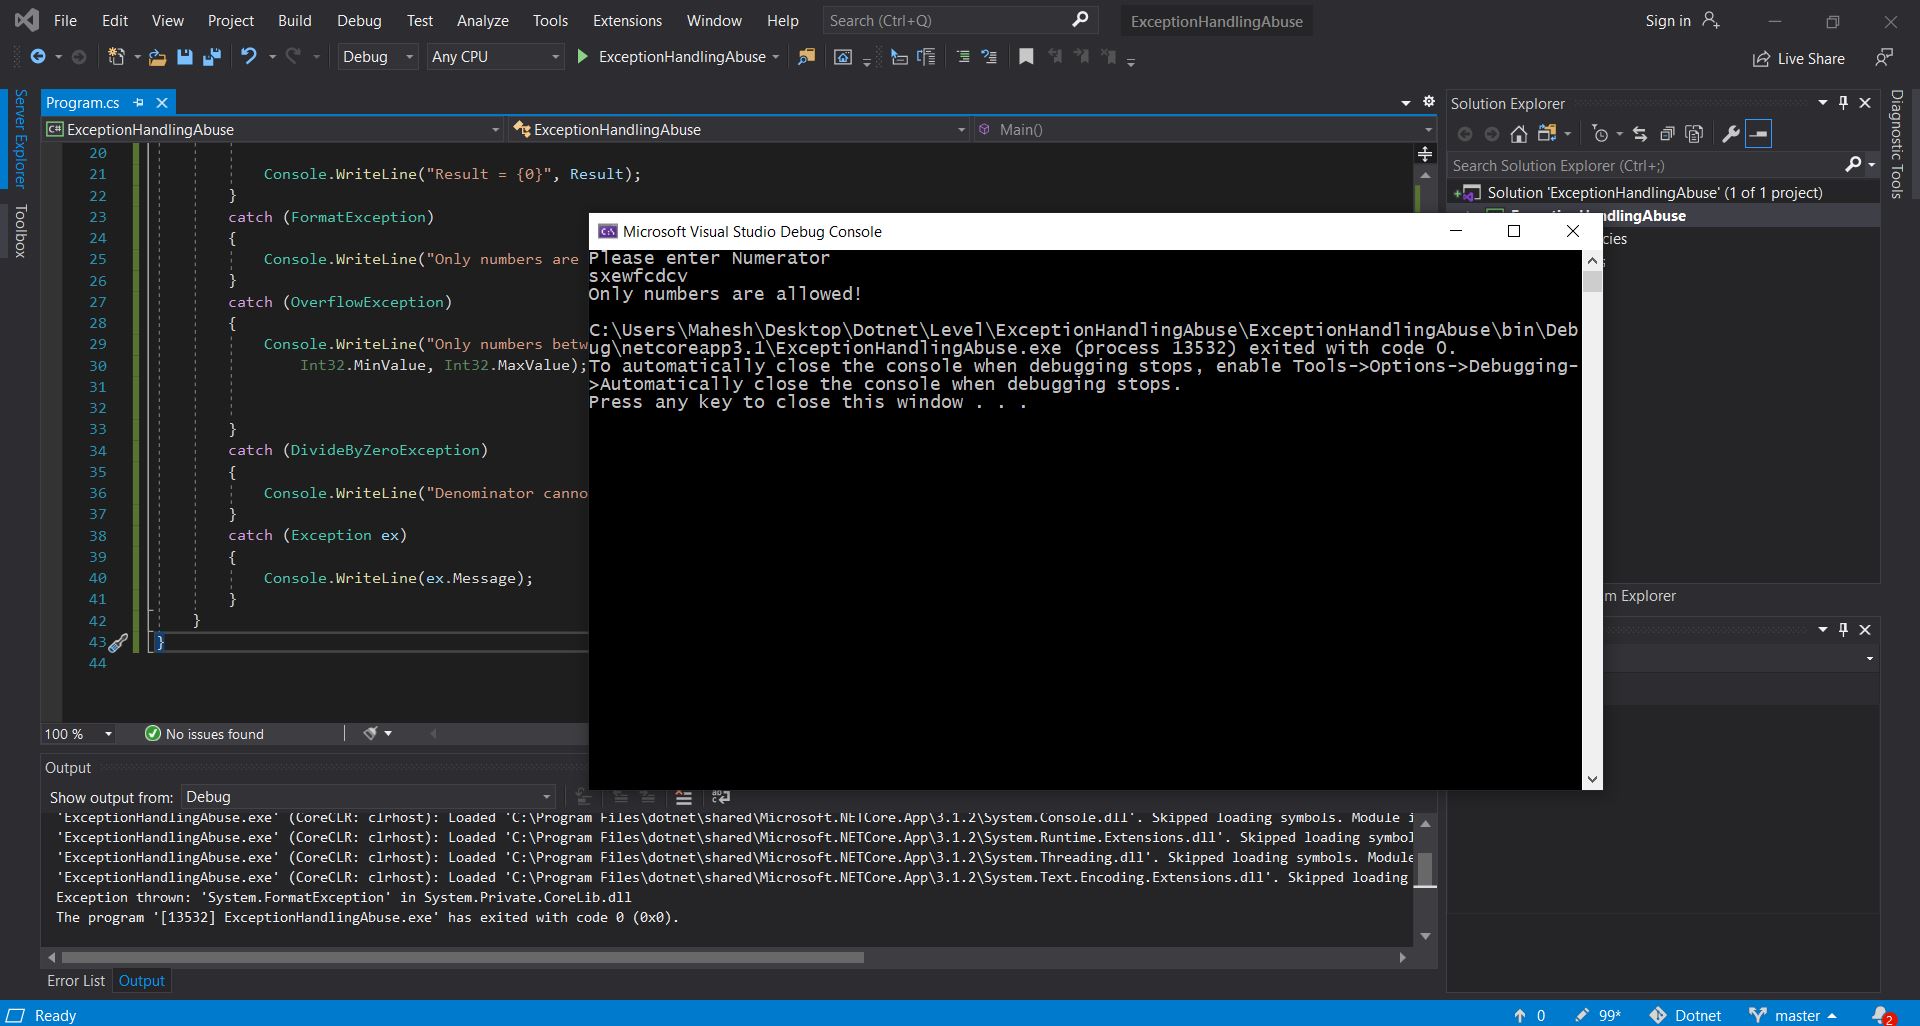 File Edit View Project Build Debug Test Analyze Tools Extensions Window Help Search (Ctrl+Q) ExceptionHandlingAbuse Sign in
Debug Any CPU ExceptionHandlingAbuse Live Share
Server Explorer
Toolbox
Program.cs
ExceptionHandlingAbuse ExceptionHandlingAbuse Main()
20
21 Console.WriteLine("Result = {0}", Result);
22 }
23 catch (FormatException)
24 {
25 Console.WriteLine("Only numbers are
26 }
27 catch (OverflowException)
28 {
29 Console.WriteLine("Only numbers betw
30 Int32.MinValue, Int32.MaxValue);
31
32
33 }
34 catch (DivideByZeroException)
35 {
36 Console.WriteLine("Denominator canno
37 }
38 catch (Exception ex)
39 {
40 Console.WriteLine(ex.Message);
41 }
42 }
43 }
44
100 % No issues found
Microsoft Visual Studio Debug Console
Please enter Numerator
sxewfcdcv
Only numbers are allowed!
C:\Users\Mahesh\Desktop\Dotnet\Level\ExceptionHandlingAbuse\ExceptionHandlingAbuse\bin\Deb
ug\netcoreapp3.1\ExceptionHandlingAbuse.exe (process 13532) exited with code 0.
To automatically close the console when debugging stops, enable Tools->Options->Debugging-
>Automatically close the console when debugging stops.
Press any key to close this window . . .
Solution Explorer
Search Solution Explorer (Ctrl+;)
Solution 'ExceptionHandlingAbuse' (1 of 1 project)
dlingAbuse
cies
s
m Explorer
Diagnostic Tools
Output
Show output from: Debug
'ExceptionHandlingAbuse.exe' (CoreCLR: clrhost): Loaded 'C:\Program Files\dotnet\shared\Microsoft.NETCore.App\3.1.2\System.Console.dll'. Skipped loading symbols. Module i
'ExceptionHandlingAbuse.exe' (CoreCLR: clrhost): Loaded 'C:\Program Files\dotnet\shared\Microsoft.NETCore.App\3.1.2\System.Runtime.Extensions.dll'. Skipped loading symbol
'ExceptionHandlingAbuse.exe' (CoreCLR: clrhost): Loaded 'C:\Program Files\dotnet\shared\Microsoft.NETCore.App\3.1.2\System.Threading.dll'. Skipped loading symbols. Module
'ExceptionHandlingAbuse.exe' (CoreCLR: clrhost): Loaded 'C:\Program Files\dotnet\shared\Microsoft.NETCore.App\3.1.2\System.Text.Encoding.Extensions.dll'. Skipped loading
Exception thrown: 'System.FormatException' in System.Private.CoreLib.dll
The program '[13532] ExceptionHandlingAbuse.exe' has exited with code 0 (0x0).
Error List Output
Ready 0 99* Dotnet master 2